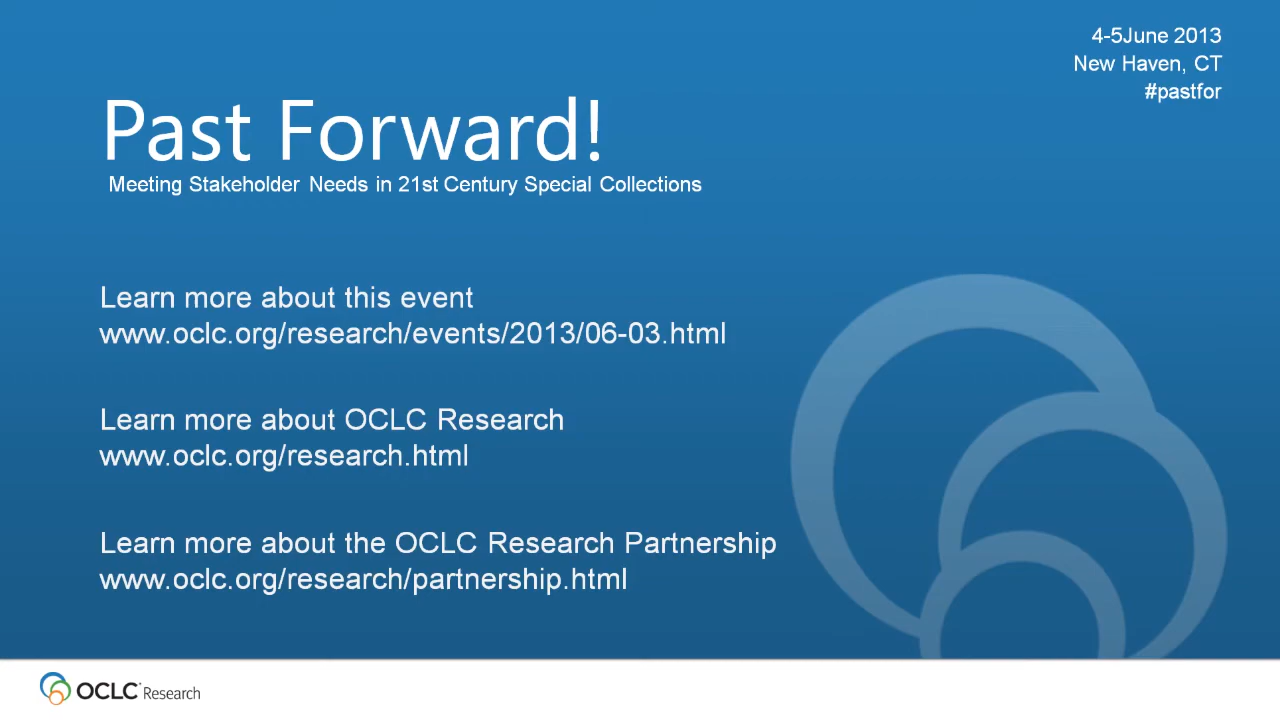 4-5June 2013
New Haven, CT
#pastfor
Past Forward!
Meeting Stakeholder Needs in 21st Century Special Collections
Learn more about this event
www.oclc.org/research/events/2013/06-03.html
Learn more about OCLC Research
www.oclc.org/research.html
Learn more about the OCLC Research Partnership
www.oclc.org/research/partnership.html
OCLC Research